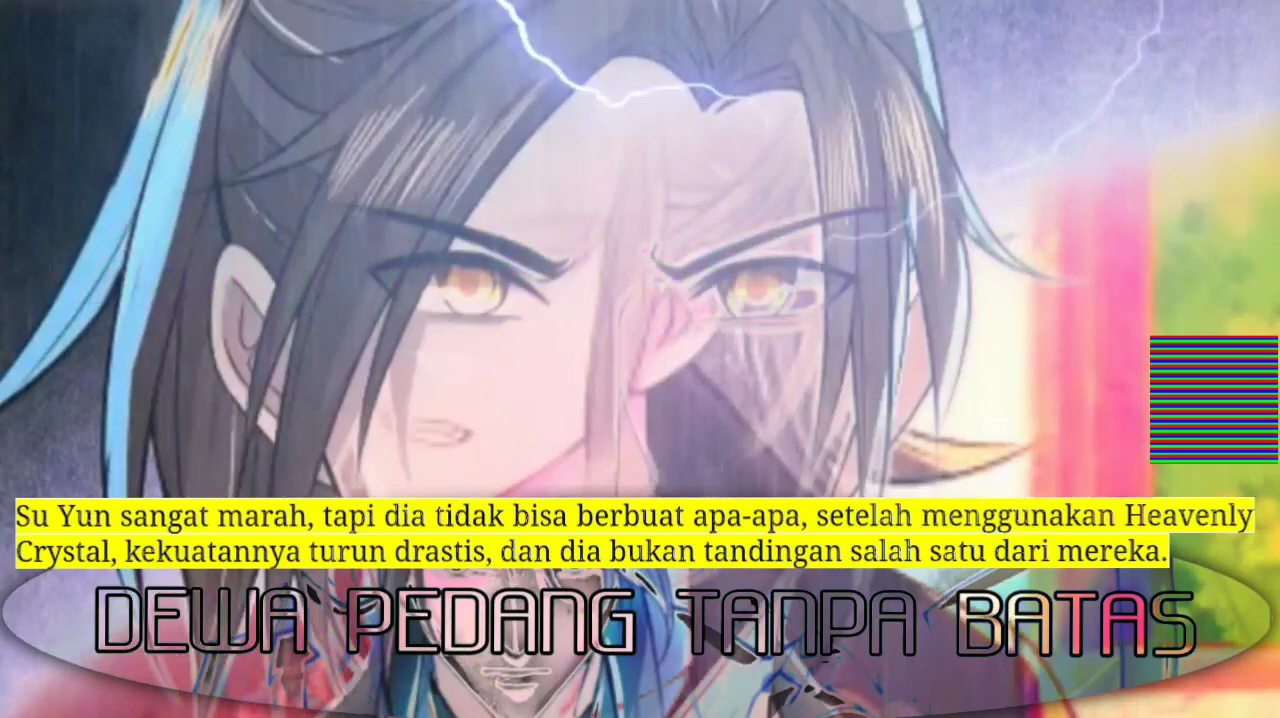 Su Yun sangat marah, tapi dia tidak bisa berbuat apa-apa, setelah menggunakan Heavenly
Crystal, kekuatannya turun drastis, dan dia bukan tandingan salah satu dari mereka.
DEWA PEDANG TANPA BATAS